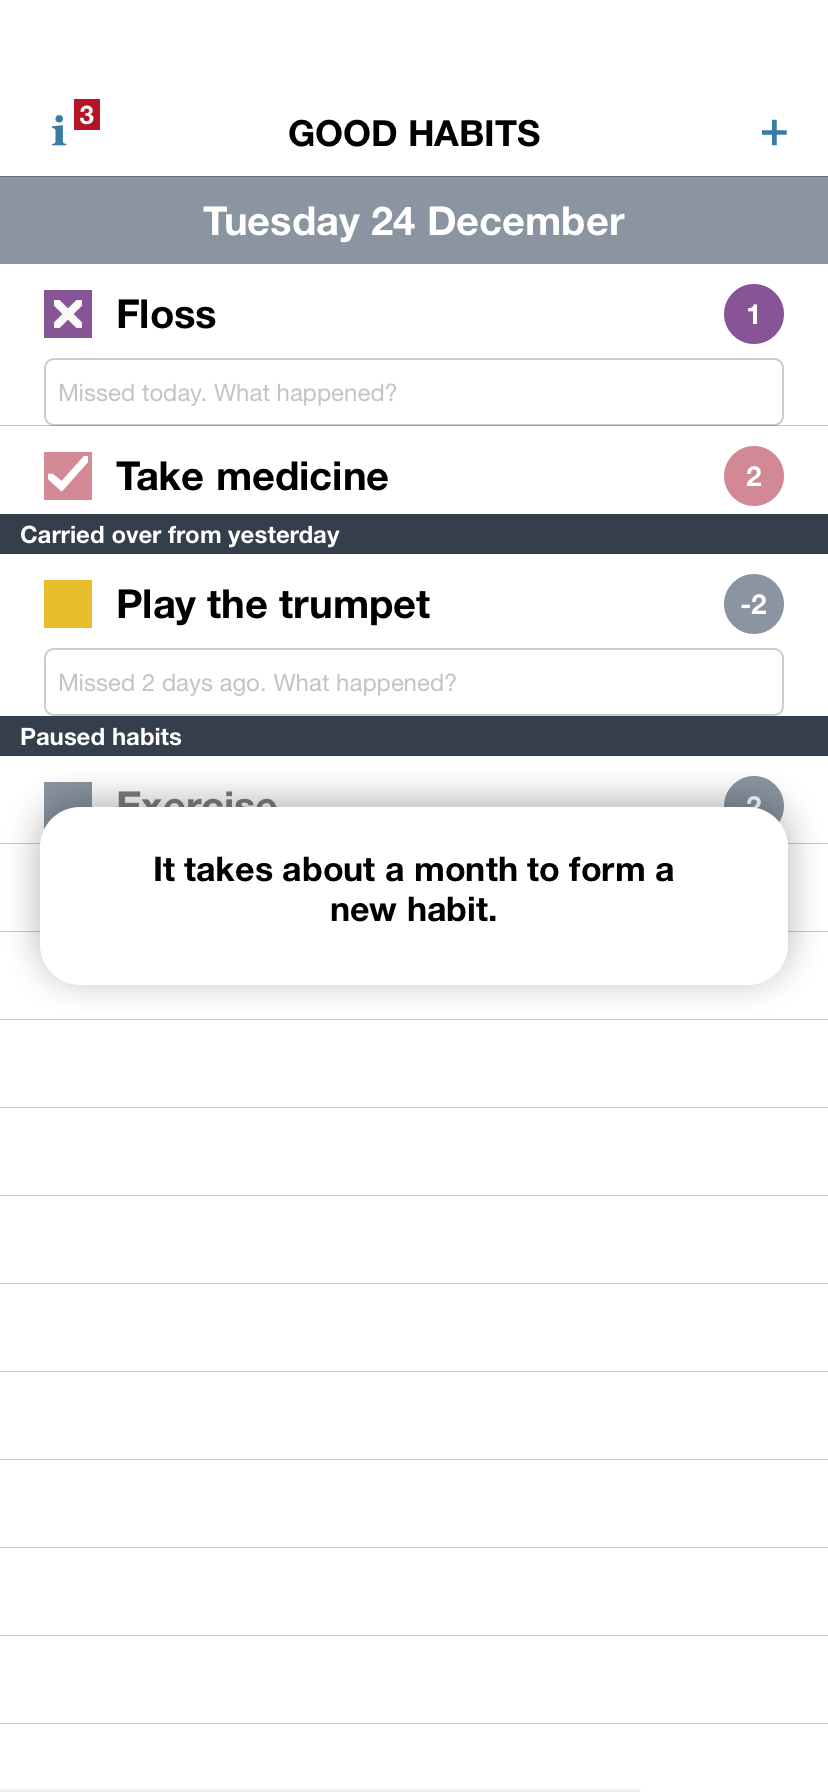 3
GOOD HABITS
+
Tuesday 24 December
Floss
1
Missed today. What happened?
Take medicine
2
Carried over from yesterday
Play the trumpet
-2
Missed 2 days ago. What happened?
Paused habits
Exercise
It takes about a month to form a
new habit.